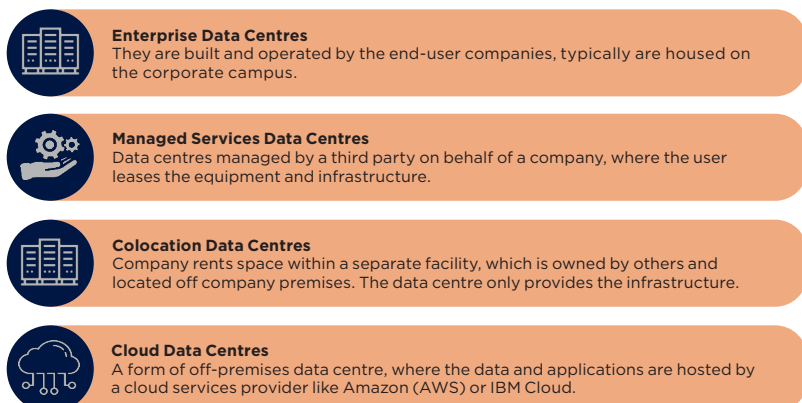 Enterprise Data Centres
They are built and operated by the end-user companies, typically are housed on
the corporate campus.
Managed Services Data Centres
Data centres managed by a third party on behalf of a company, where the user
leases the equipment and infrastructure.
Colocation Data Centres
Company rents space within a separate facility, which is owned by others and
located off company premises. The data centre only provides the infrastructure.
Cloud Data Centres
A form of off-premises data centre, where the data and applications are hosted by
a cloud services provider like Amazon (AWS) or IBM Cloud.